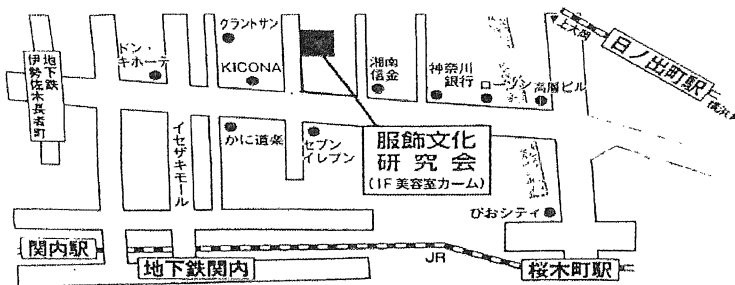 クラントサン
ドン・
キホーテ
KICONA
湘南
信金
神奈川
銀行
ローソン
高層ビル
上大岡
日ノ出町駅
横浜
地下鉄
伊勢佐木長者町
イセザキモール
かに道楽
セブン
イレブン
服飾文化
研究会
(1F 美容室カーム)
ぴおシティ
関内駅
地下鉄関内
JR
桜木町駅